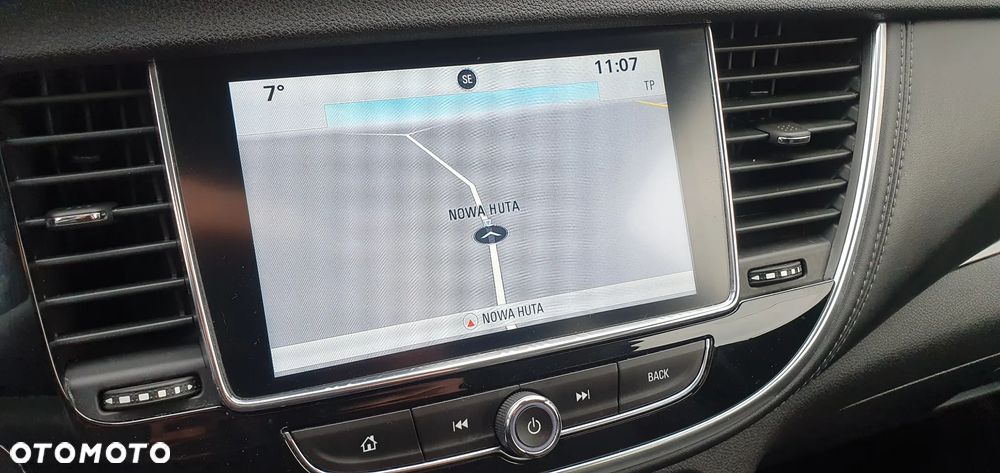 7°
SE
11:07
TP
NOWA HUTA
NOWA HUTA
BACK
OTOMOTO